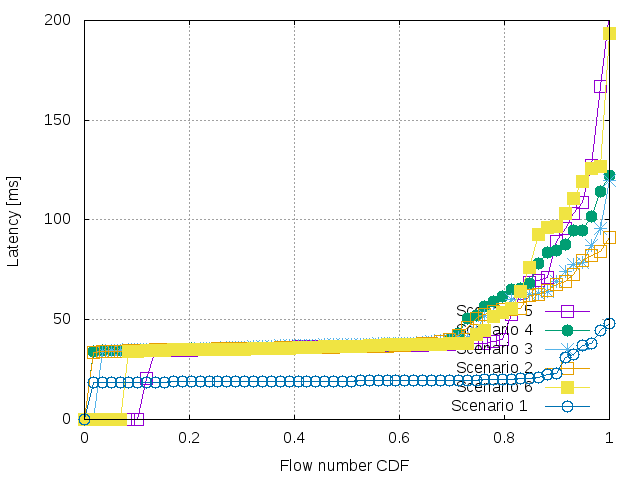 200
150
100
50
0
Latency [ms]
Scenario 5
Scenario 4
Scenario 3
Scenario 2
Scenario 6
Scenario 1
0
0.2
0.4
0.6
0.8
1
Flow number CDF